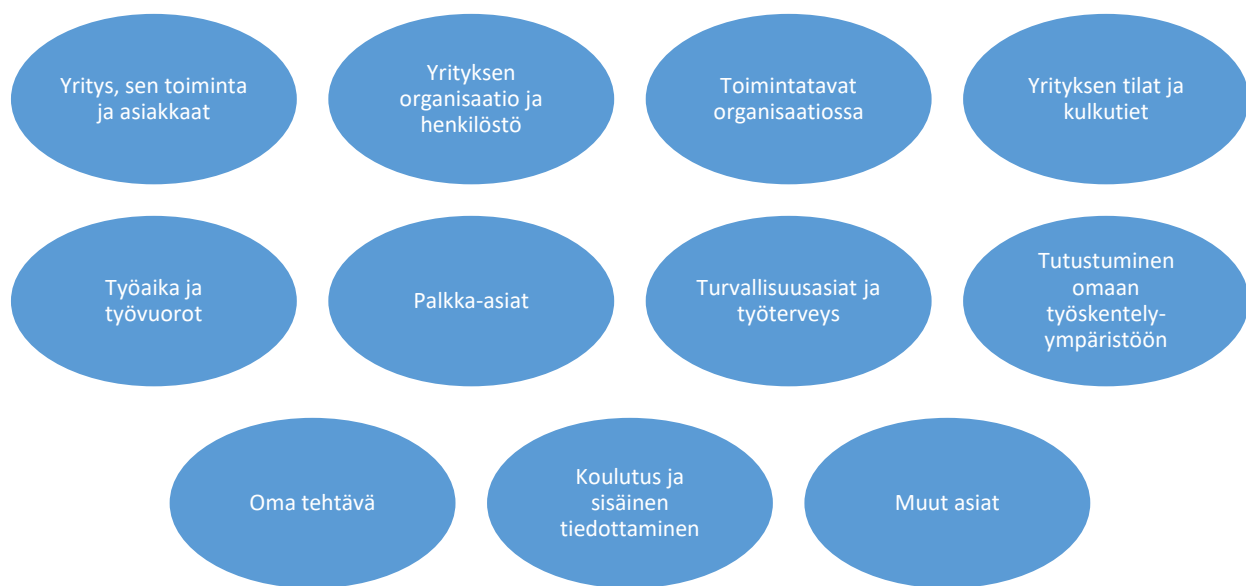 Yritys, sen toiminta
ja asiakkaat
Yrityksen
organisaatio ja
henkilöstö
Toimintatavat
organisaatiossa
Yrityksen tilat ja
kulkutiet
Työaika ja
työvuorot
Palkka-asiat
Turvallisuusasiat ja
työterveys
Tutustuminen
omaan
työskentely-
ympäristöön
Oma tehtävä
Koulutus ja
sisäinen
tiedottaminen
Muut asiat